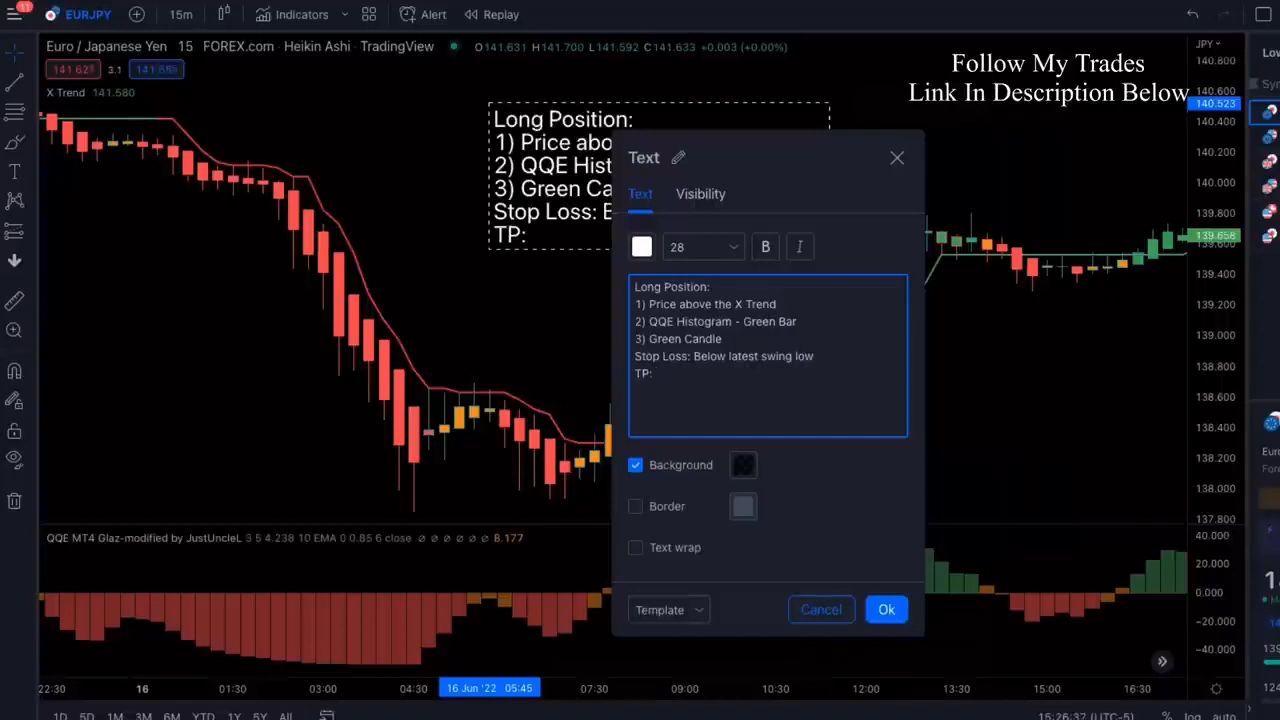 11
EURJPY
15m
Indicators
Alert
Replay
Euro / Japanese Yen 15 FOREX.com Heikin Ashi TradingView
O141.631 H141.700 L141.592 C141.633 +0.003 (+0.00%)
3.1
X Trend 141.580
Follow My Trades
Link In Description Below
Long Position:
1) Price abo
2) QQE Hist
3) Green Ca
Stop Loss: B
TP:
Text
Text
Visibility
28
B
I
Long Position:
1) Price above the X Trend
2) QQE Histogram - Green Bar
3) Green Candle
Stop Loss: Below latest swing low
TP:
Background
Border
Text wrap
Template
Cancel
Ok
JPY
140.800
140.600
140.523
140.400
140.200
140.000
139.800
139.658
139.600
139.400
139.200
139.000
138.800
138.600
138.400
138.200
138.000
137.800
QQE MT4 Glaz-modified by JustUncleL 3 5 4.238 10 EMA 0 0.85 6 close ∅ ∅ ∅ ∅ ∅ ∅ 8.177
40.000
20.000
0.000
−20.000
−40.000
22:30
16
01:30
03:00
04:30
16 Jun '22 05:45
07:30
09:00
10:30
12:00
13:30
15:00
16:30
1D
5D
1M
3M
6M
YTD
1Y
5Y
All
15:26:37 (UTC-5)
%
log
auto